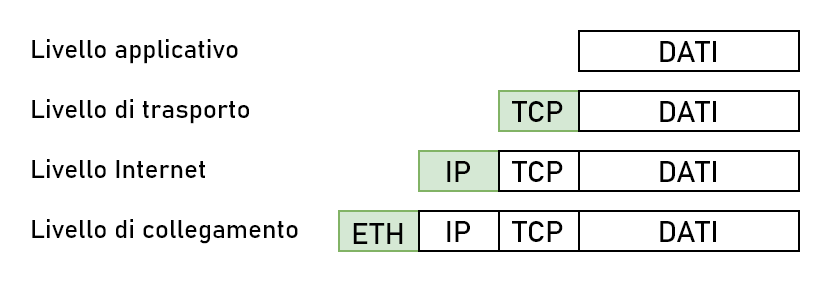 Livello applicativo DATI
Livello di trasporto TCP DATI
Livello Internet IP TCP DATI
Livello di collegamento ETH IP TCP DATI